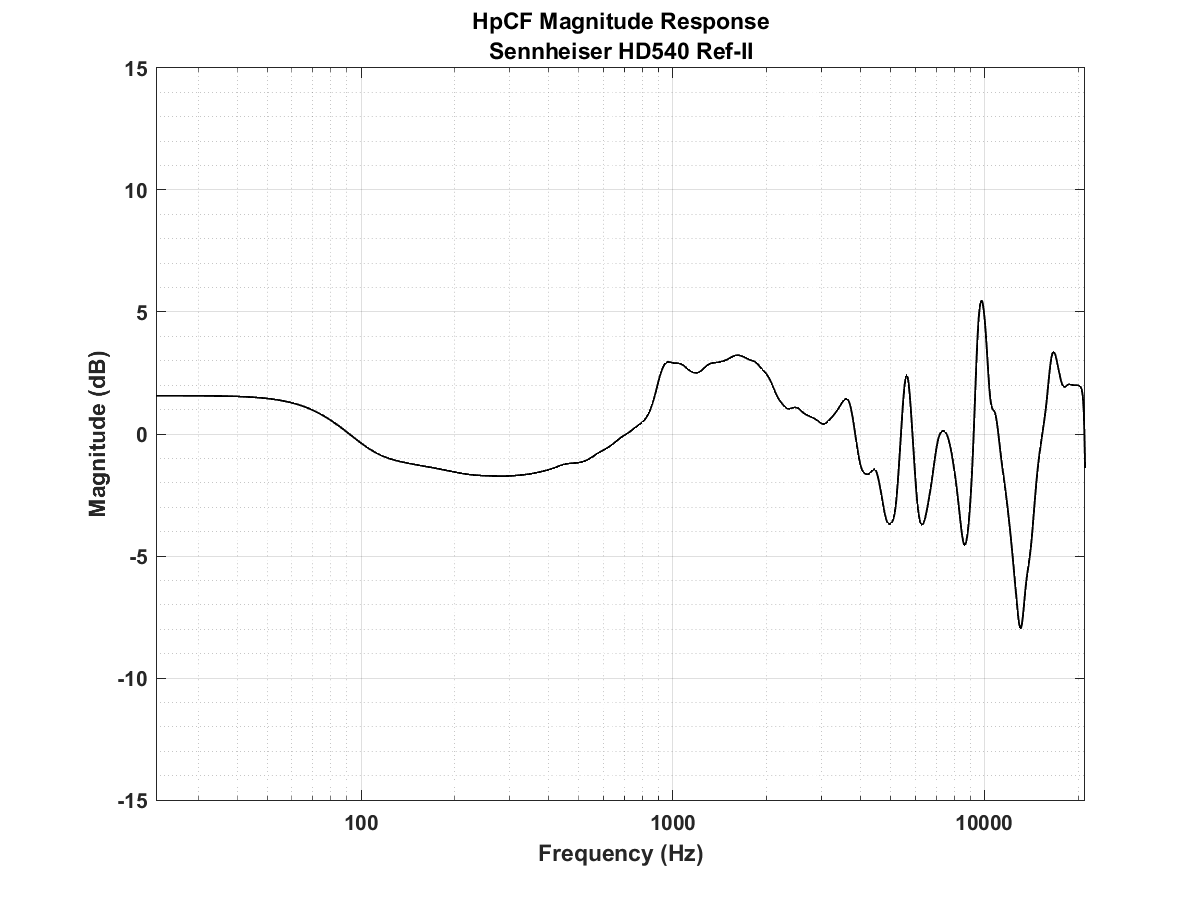 HpCF Magnitude Response
Sennheiser HD540 Ref-II
15
10
5
0
-5
-10
-15
Magnitude (dB)
100
1000
10000
Frequency (Hz)